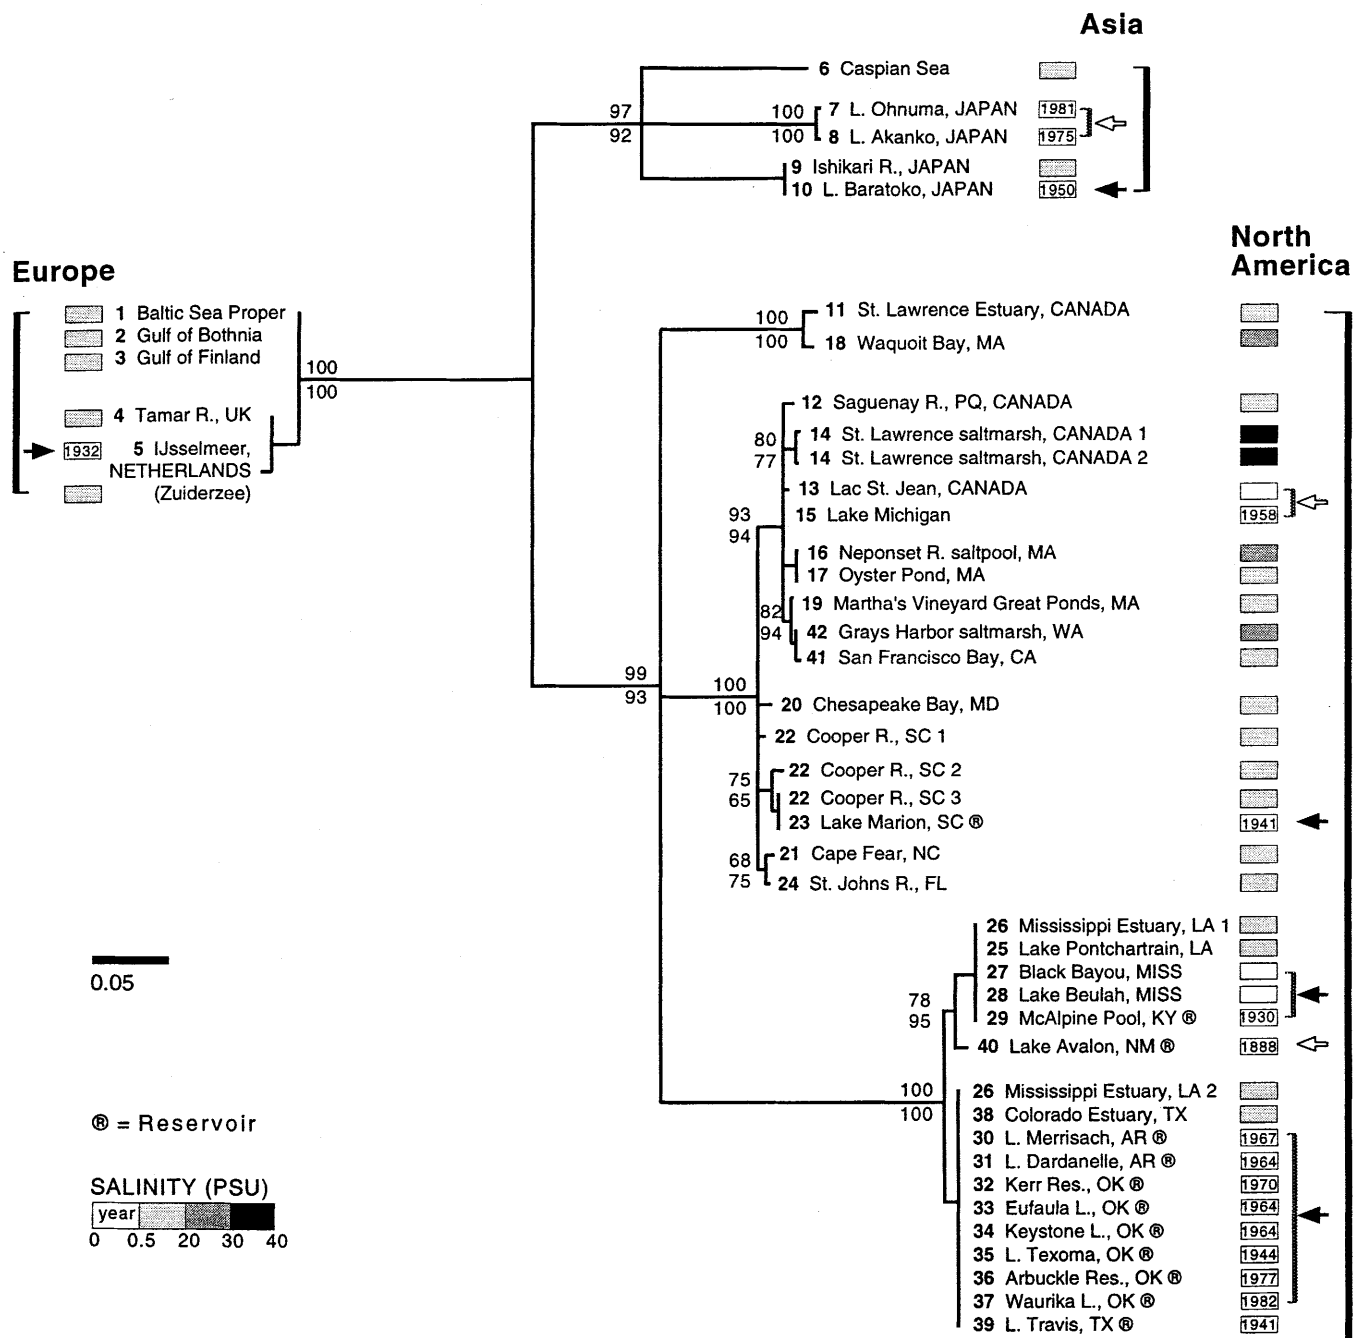 Asia
6 Caspian Sea
97
92
100
100
7 L. Ohnuma, JAPAN 1981
8 L. Akanko, JAPAN 1975
9 Ishikari R., JAPAN
10 L. Baratoko, JAPAN 1950
North
America
Europe
1 Baltic Sea Proper
2 Gulf of Bothnia
3 Gulf of Finland
100
100
4 Tamar R., UK
1932 5 IJsselmeer,
NETHERLANDS
(Zuiderzee)
100
100
11 St. Lawrence Estuary, CANADA
18 Waquoit Bay, MA
12 Saguenay R., PQ, CANADA
80
77
14 St. Lawrence saltmarsh, CANADA 1
14 St. Lawrence saltmarsh, CANADA 2
13 Lac St. Jean, CANADA
93
94
15 Lake Michigan 1958
16 Neponset R. saltpool, MA
17 Oyster Pond, MA
19 Martha's Vineyard Great Ponds, MA
82
94
42 Grays Harbor saltmarsh, WA
41 San Francisco Bay, CA
99
93
100
100
20 Chesapeake Bay, MD
22 Cooper R., SC 1
75
65
22 Cooper R., SC 2
22 Cooper R., SC 3
23 Lake Marion, SC ® 1941
68
75
21 Cape Fear, NC
24 St. Johns R., FL
26 Mississippi Estuary, LA 1
25 Lake Pontchartrain, LA
27 Black Bayou, MISS
78
95
28 Lake Beulah, MISS
29 McAlpine Pool, KY ® 1930
40 Lake Avalon, NM ® 1888
100
100
26 Mississippi Estuary, LA 2
38 Colorado Estuary, TX
30 L. Merrisach, AR ® 1967
31 L. Dardanelle, AR ® 1964
32 Kerr Res., OK ® 1970
33 Eufaula L., OK ® 1964
34 Keystone L., OK ® 1964
35 L. Texoma, OK ® 1944
36 Arbuckle Res., OK ® 1977
37 Waurika L., OK ® 1982
39 L. Travis, TX ® 1941
0.05
® = Reservoir
SALINITY (PSU)
year
0 0.5 20 30 40